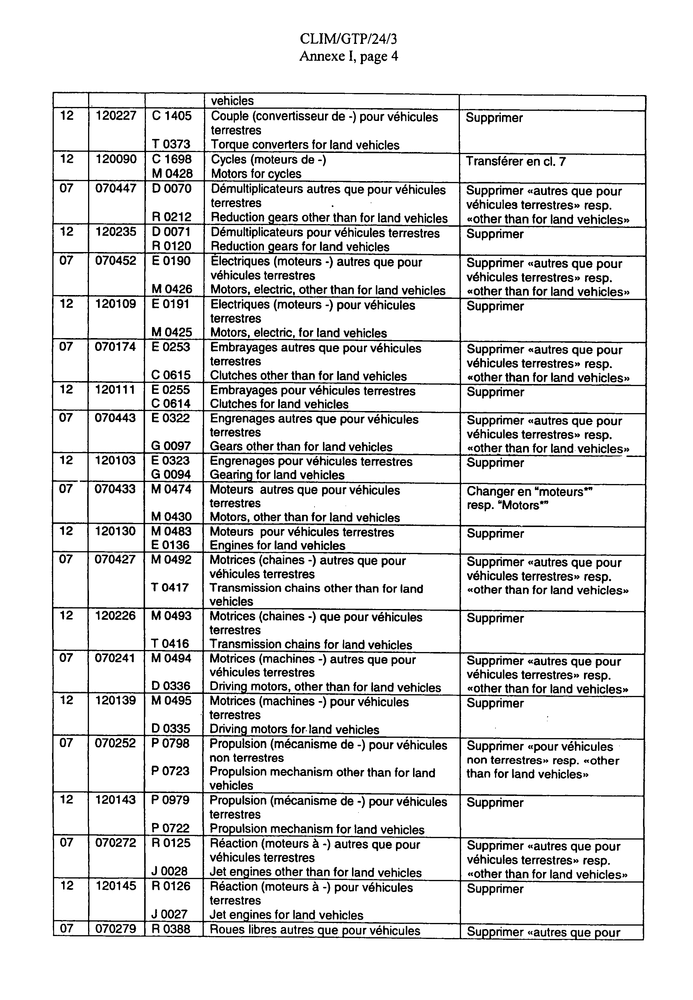 CLIM/GTP/24/3
Annexe I, page 4
vehicles
12 120227 C 1405 Couple (convertisseur de -) pour véhicules Supprimer
terrestres
T 0373 Torque converters for land vehicles
12 120090 C 1698 Cycles (moteurs de -) Transférer en cl. 7
M 0428 Motors for cycles
07 070447 D 0070 Démultiplicateurs autres que pour véhicules Supprimer «autres que pour
terrestres véhicules terrestres» resp.
R 0212 Reduction gears other than for land vehicles «other than for land vehicles»
12 120235 D 0071 Démultiplicateurs pour véhicules terrestres Supprimer
R 0120 Reduction gears for land vehicles
07 070452 E 0190 Électriques (moteurs -) autres que pour Supprimer «autres que pour
véhicules terrestres véhicules terrestres» resp.
M 0426 Motors, electric, other than for land vehicles «other than for land vehicles»
12 120109 E 0191 Electriques (moteurs -) pour véhicules Supprimer
terrestres
M 0425 Motors, electric, for land vehicles
07 070174 E 0253 Embrayages autres que pour véhicules Supprimer «autres que pour
terrestres véhicules terrestres» resp.
C 0615 Clutches other than for land vehicles «other than for land vehicles»
12 120111 E 0255 Embrayages pour véhicules terrestres Supprimer
C 0614 Clutches for land vehicles
07 070443 E 0322 Engrenages autres que pour véhicules Supprimer «autres que pour
terrestres véhicules terrestres» resp.
G 0097 Gears other than for land vehicles «other than for land vehicles»
12 120103 E 0323 Engrenages pour véhicules terrestres Supprimer
G 0094 Gearing for land vehicles
07 070433 M 0474 Moteurs autres que pour véhicules Changer en “moteurs*”
terrestres resp. “Motors*”
M 0430 Motors, other than for land vehicles
12 120130 M 0483 Moteurs pour véhicules terrestres Supprimer
E 0136 Engines for land vehicles
07 070427 M 0492 Motrices (chaines -) autres que pour Supprimer «autres que pour
véhicules terrestres véhicules terrestres» resp.
T 0417 Transmission chains other than for land «other than for land vehicles»
vehicles
12 120226 M 0493 Motrices (chaines -) que pour véhicules Supprimer
terrestres
T 0416 Transmission chains for land vehicles
07 070241 M 0494 Motrices (machines -) autres que pour Supprimer «autres que pour
véhicules terrestres véhicules terrestres» resp.
D 0336 Driving motors, other than for land vehicles «other than for land vehicles»
12 120139 M 0495 Motrices (machines -) pour véhicules Supprimer
terrestres
D 0335 Driving motors for land vehicles
07 070252 P 0798 Propulsion (mécanisme de -) pour véhicules Supprimer «pour véhicules
non terrestres non terrestres» resp. «other
P 0723 Propulsion mechanism other than for land than for land vehicles»
vehicles
12 120143 P 0979 Propulsion (mécanisme de -) pour véhicules Supprimer
terrestres
P 0722 Propulsion mechanism for land vehicles
07 070272 R 0125 Réaction (moteurs à -) autres que pour Supprimer «autres que pour
véhicules terrestres véhicules terrestres» resp.
J 0028 Jet engines other than for land vehicles «other than for land vehicles»
12 120145 R 0126 Réaction (moteurs à -) pour véhicules Supprimer
terrestres
J 0027 Jet engines for land vehicles
07 070279 R 0388 Roues libres autres que pour véhicules Supprimer «autres que pour